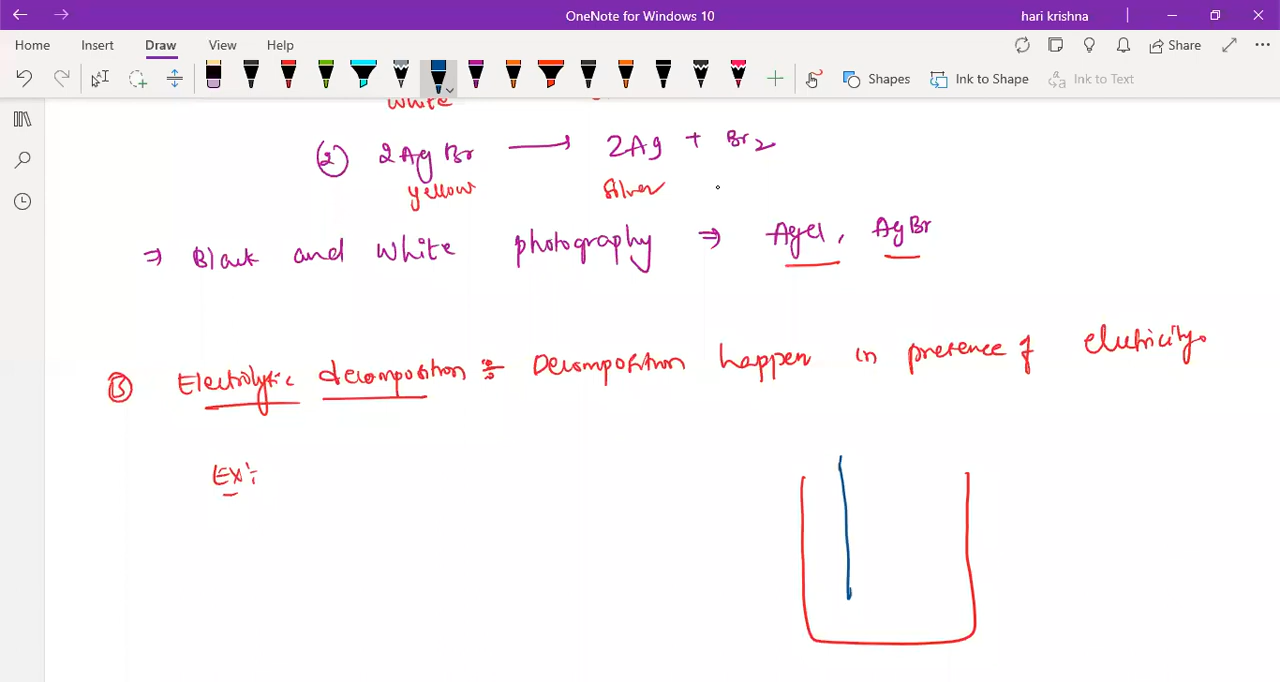 OneNote for Windows 10
hari krishna
Home Insert Draw View Help
Share
Shapes
Ink to Shape
Ink to Text
white
(2) 2AgBr → 2Ag + Br2
yellow silver
⇒ Black and White photography ⇒ AgCl, AgBr
③ Electrolytic decomposition : Decomposition happen in presence of electricity.
Ex: